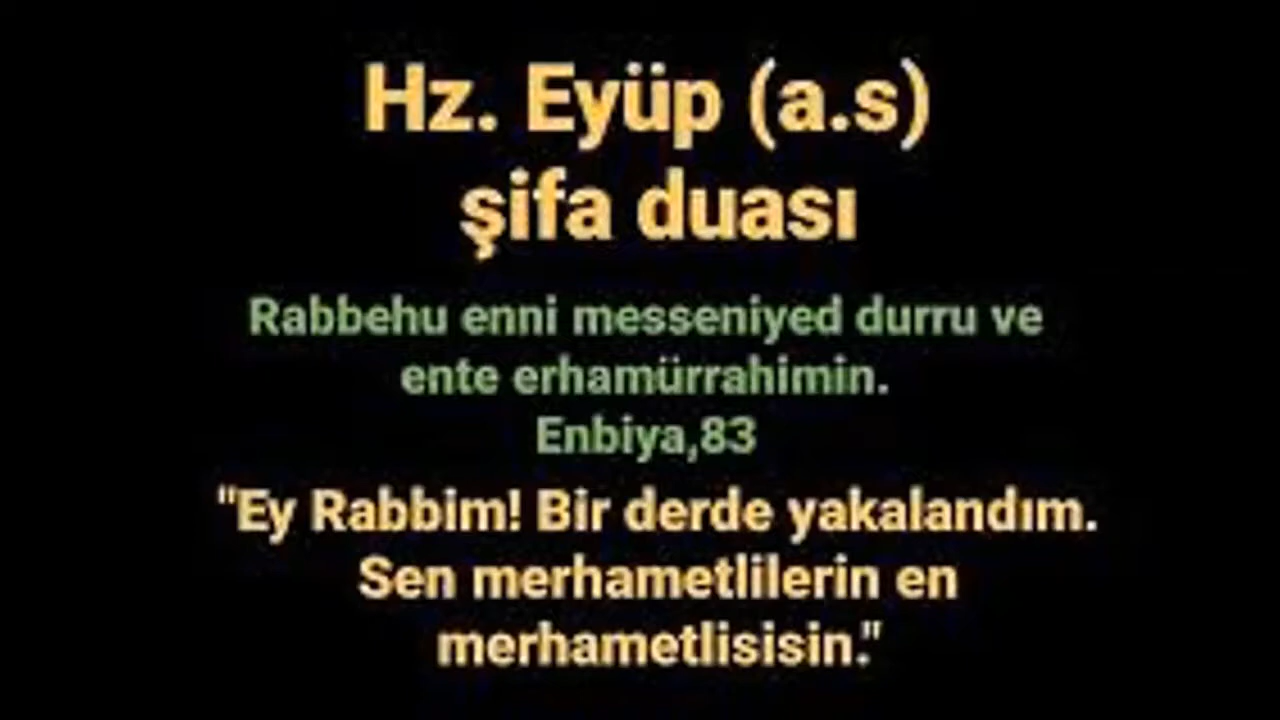 Hz. Eyüp (a.s)
şifa duası
Rabbehu enni messeniyed durru ve
ente erhamürrahimin.
Enbiya,83
"Ey Rabbim! Bir derde yakalandım.
Sen merhametlilerin en
merhametlisisin."